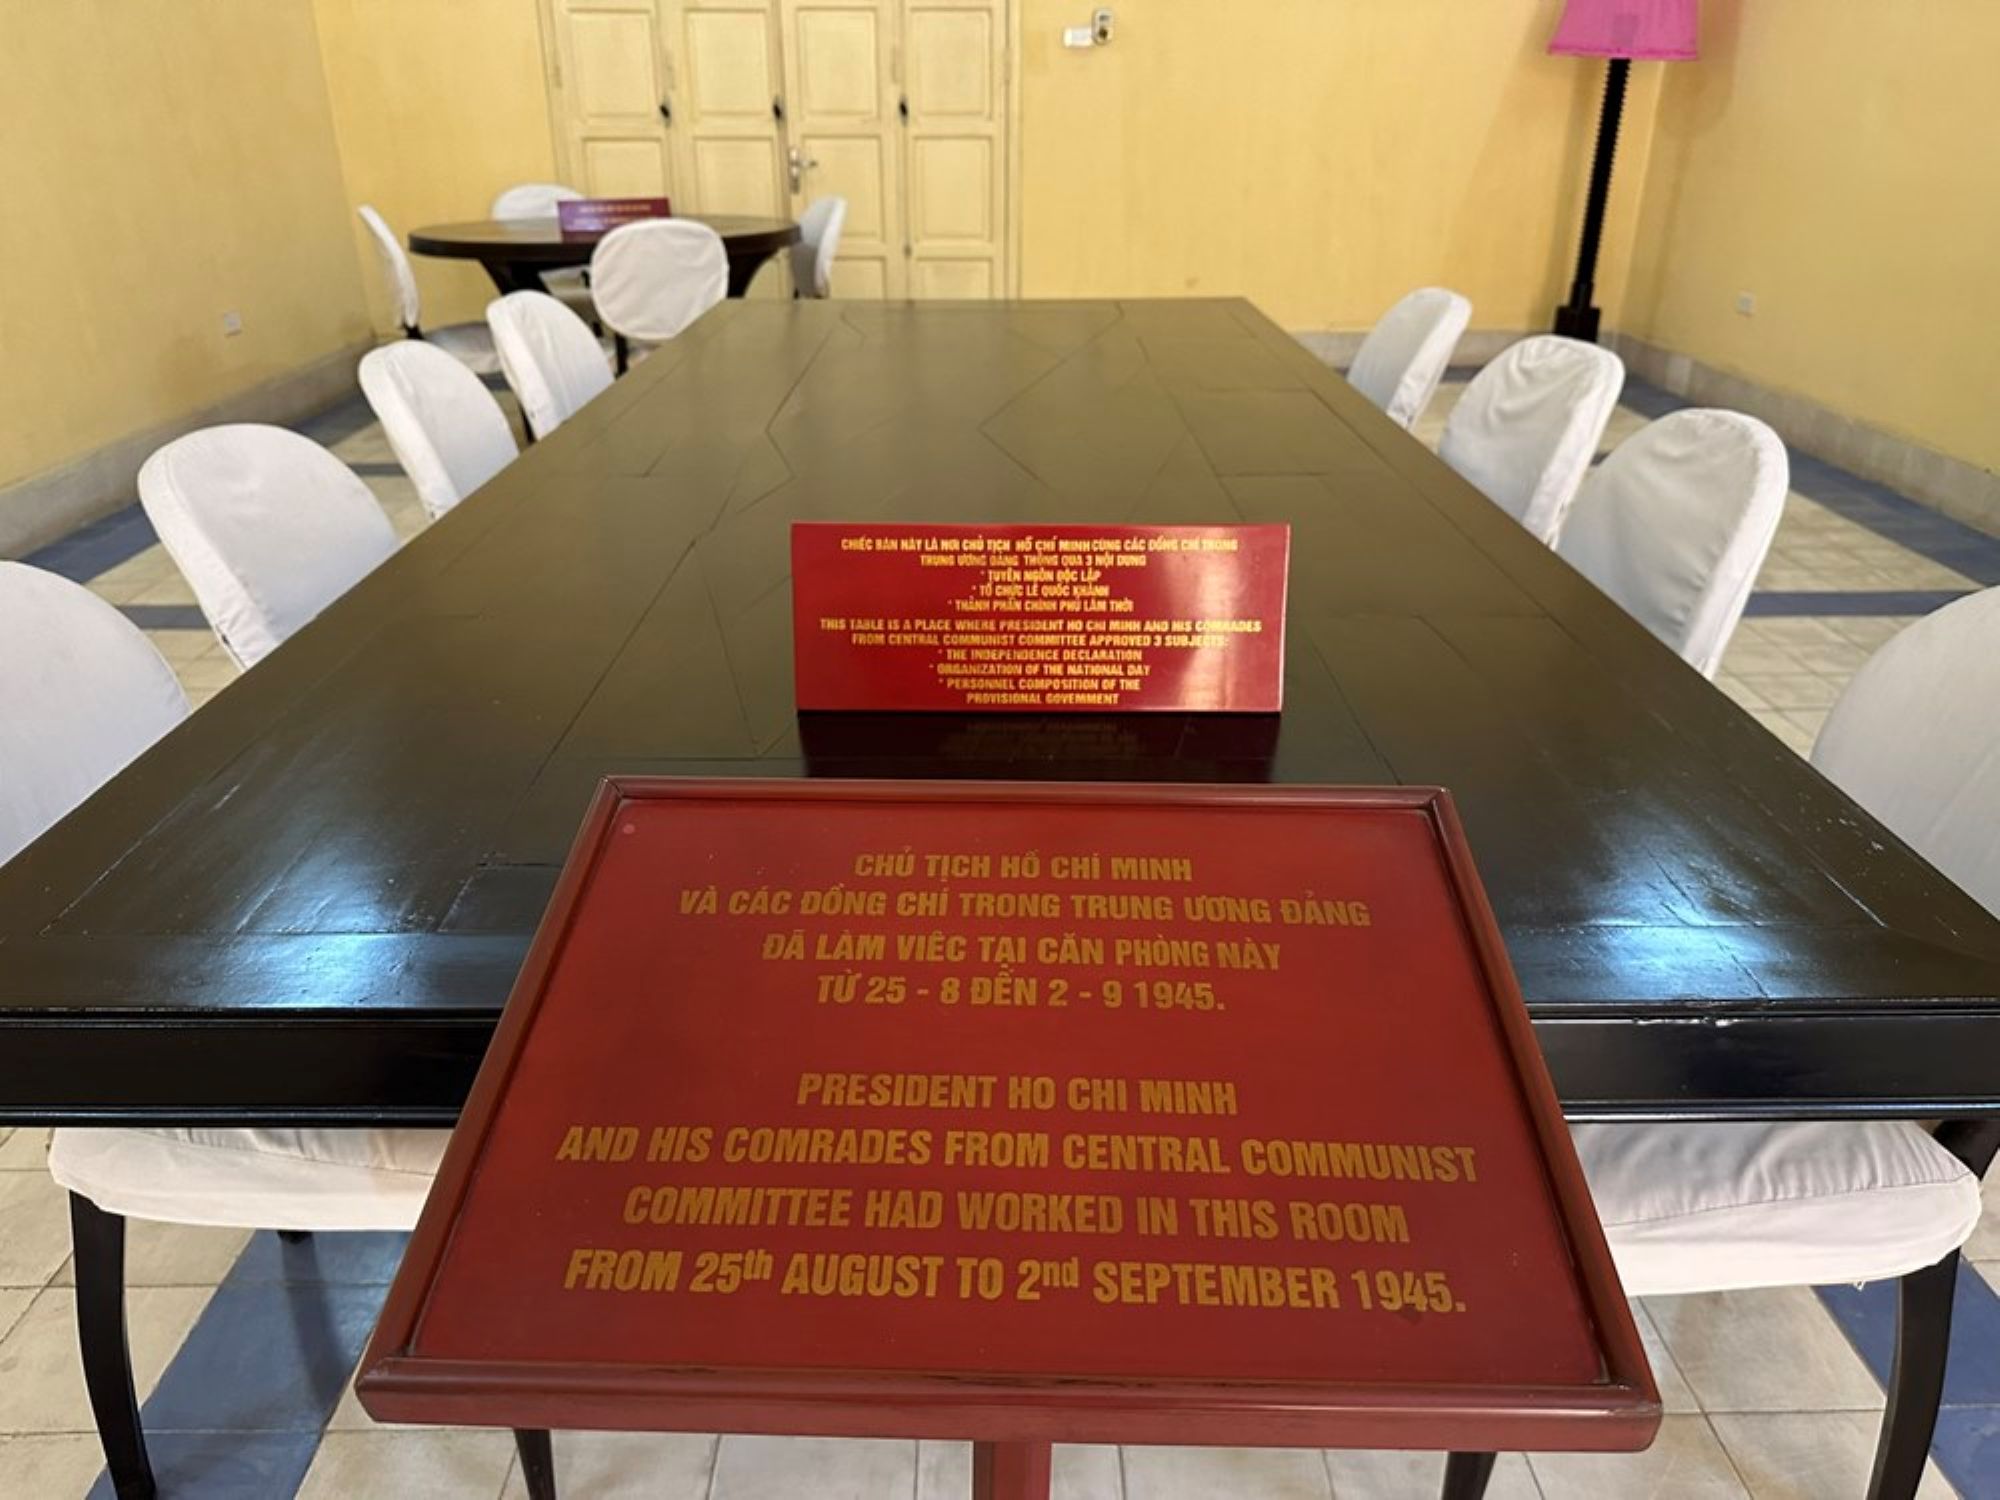 CHIẾC BÀN NÀY LÀ NƠI CHỦ TỊCH HỒ CHÍ MINH CÙNG CÁC ĐỒNG CHÍ TRONG
TRUNG ƯƠNG ĐẢNG THÔNG QUA 3 NỘI DUNG
* TUYÊN NGÔN ĐỘC LẬP
* TỔ CHỨC LỄ QUỐC KHÁNH
* THÀNH PHẦN CHÍNH PHỦ LÂM THỜI
THIS TABLE IS A PLACE WHERE PRESIDENT HO CHI MINH AND HIS COMRADES
FROM CENTRAL COMMUNIST COMMITTEE APPROVED 3 SUBJECTS:
* THE INDEPENDENCE DECLARATION
* ORGANIZATION OF THE NATIONAL DAY
* PERSONNEL COMPOSITION OF THE
PROVISIONAL GOVEMMENT
CHỦ TỊCH HỒ CHÍ MINH
VÀ CÁC ĐỒNG CHÍ TRONG TRUNG ƯƠNG ĐẢNG
ĐÃ LÀM VIỆC TẠI CĂN PHÒNG NÀY
TỪ 25 - 8 ĐẾN 2 - 9 1945.
PRESIDENT HO CHI MINH
AND HIS COMRADES FROM CENTRAL COMMUNIST
COMMITTEE HAD WORKED IN THIS ROOM
FROM 25th AUGUST TO 2nd SEPTEMBER 1945.